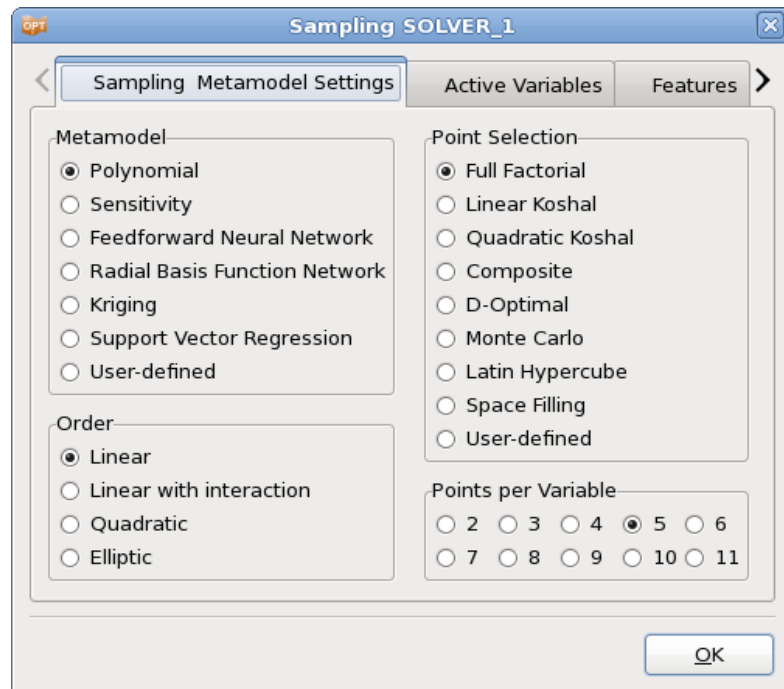 OPT
Sampling SOLVER_1
Sampling Metamodel Settings
Active Variables
Features
Metamodel
Polynomial
Sensitivity
Feedforward Neural Network
Radial Basis Function Network
Kriging
Support Vector Regression
User-defined
Order
Linear
Linear with interaction
Quadratic
Elliptic
Point Selection
Full Factorial
Linear Koshal
Quadratic Koshal
Composite
D-Optimal
Monte Carlo
Latin Hypercube
Space Filling
User-defined
Points per Variable
2 3 4 5 6
7 8 9 10 11
OK